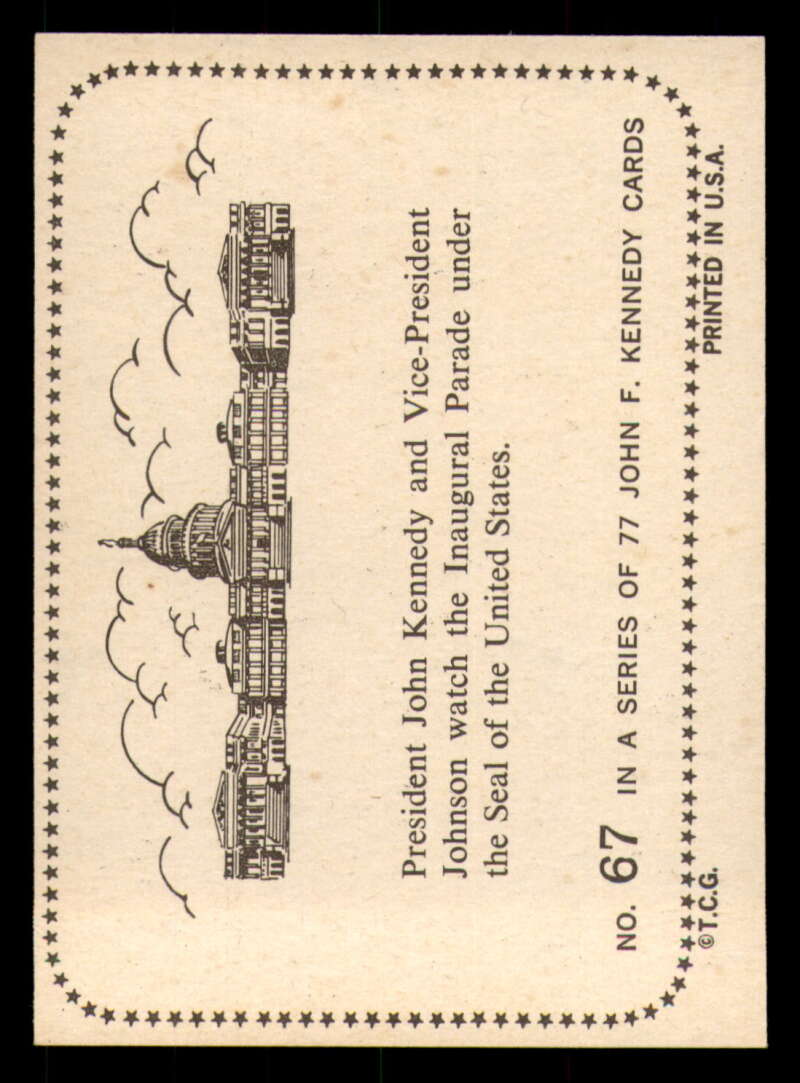 President John Kennedy and Vice-President
Johnson watch the Inaugural Parade under
the Seal of the United States.
NO. 67 IN A SERIES OF 77 JOHN F. KENNEDY CARDS
©T.C.G. PRINTED IN U.S.A.